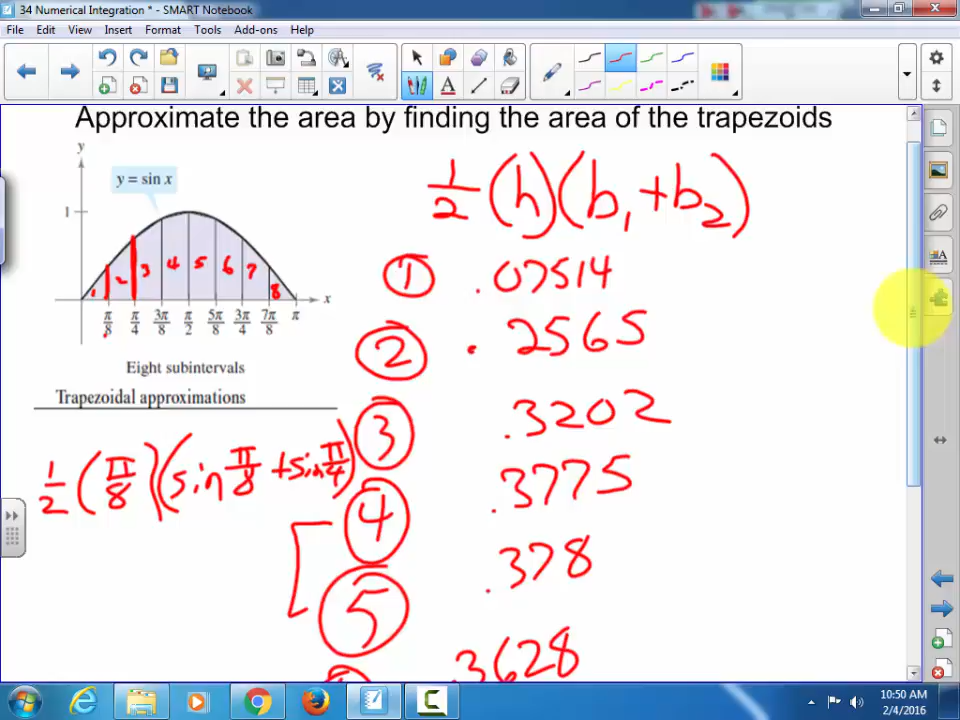 34 Numerical Integration * - SMART Notebook
File Edit View Insert Format Tools Add-ons Help
Approximate the area by finding the area of the trapezoids
y
y = sin x
1
1 2 3 4 5 6 7 8
x
π/8 π/4 3π/8 π/2 5π/8 3π/4 7π/8 π
Eight subintervals
Trapezoidal approximations
1/2 (π/8)(sin π/8 + sin π/4)
1/2 (h)(b₁+b₂)
① .07514
② .2565
③ .3202
④ .3775
⑤ .378
.3628
10:50 AM
2/4/2016